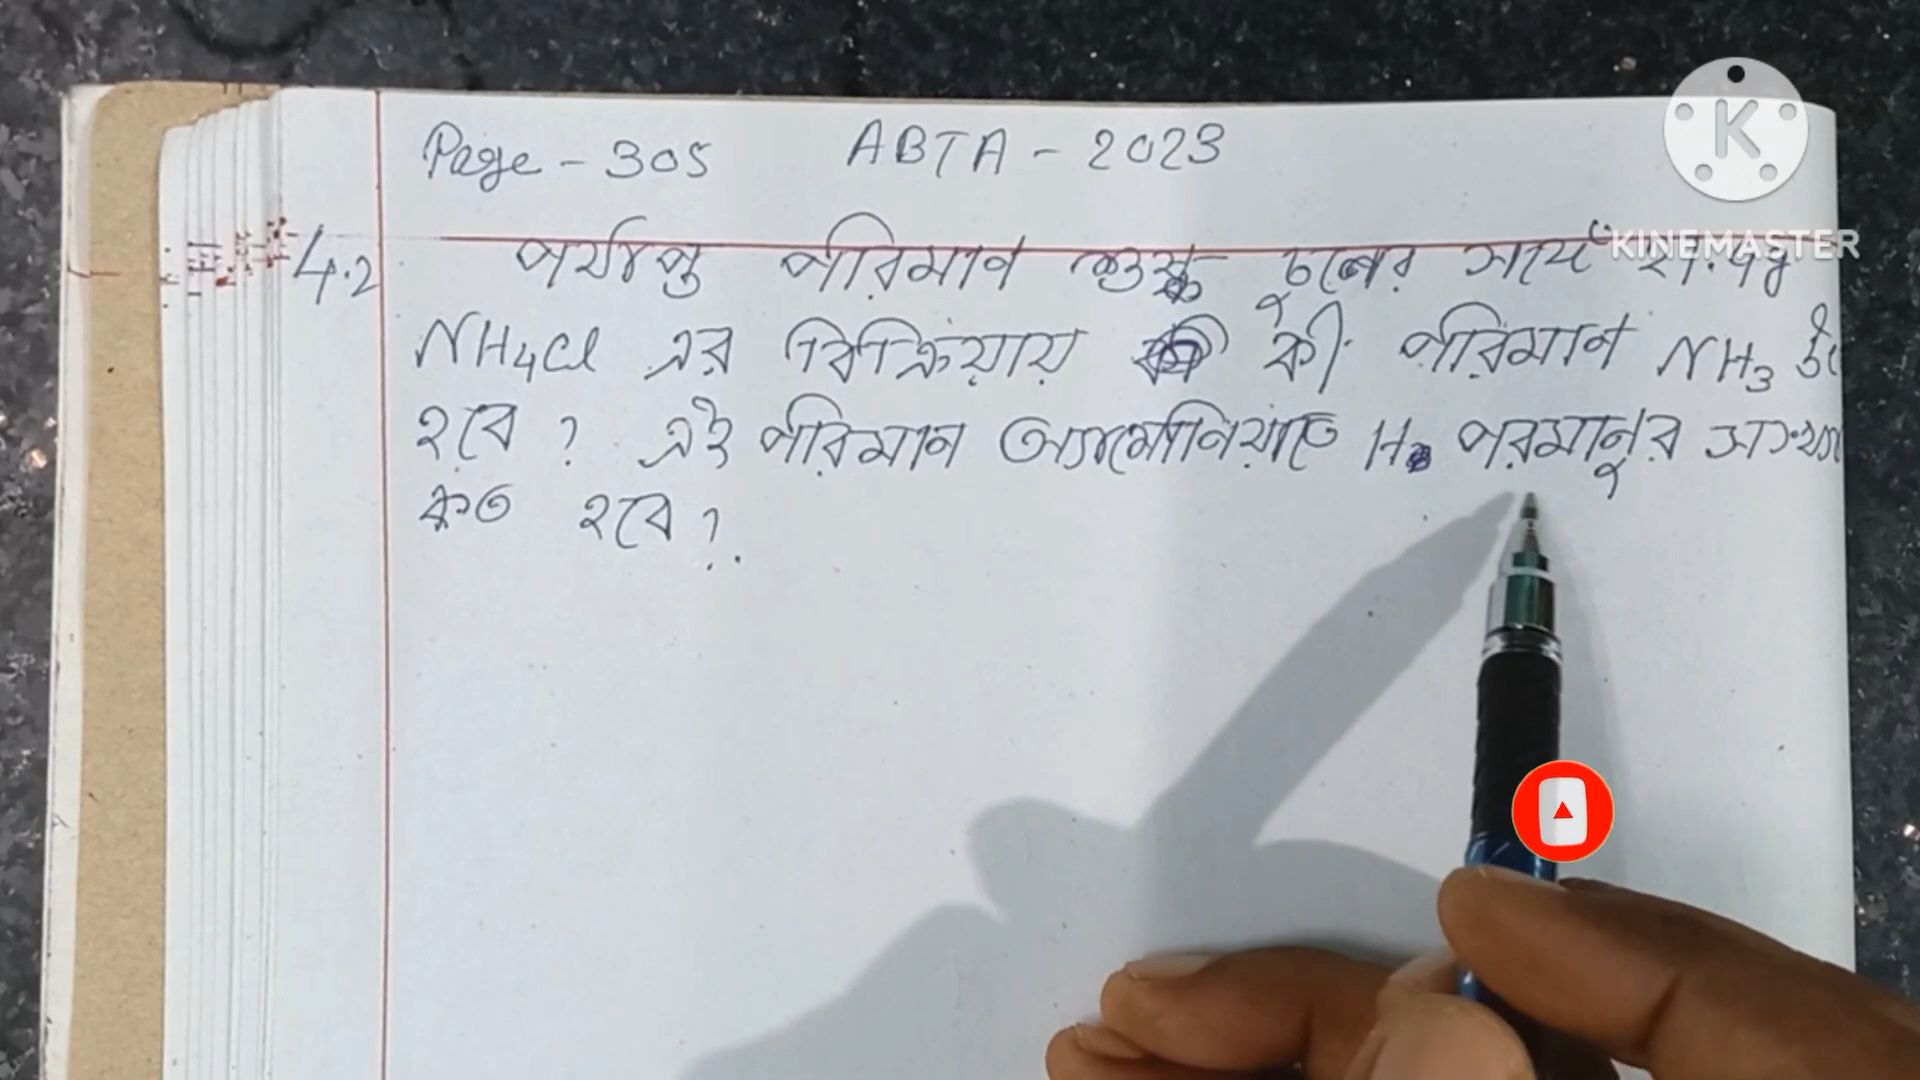 Page - 305 ABTA - 2023
KINEMASTER
4.2 পর্যাপ্ত পরিমান শুষ্ক চুনের সাথে
NH4Cl এর বিক্রিয়ায় কী পরিমান NH3
হবে ? এই পরিমান অ্যামোনিয়াতে H পরমানুর সংখ্যা
কত হবে ?